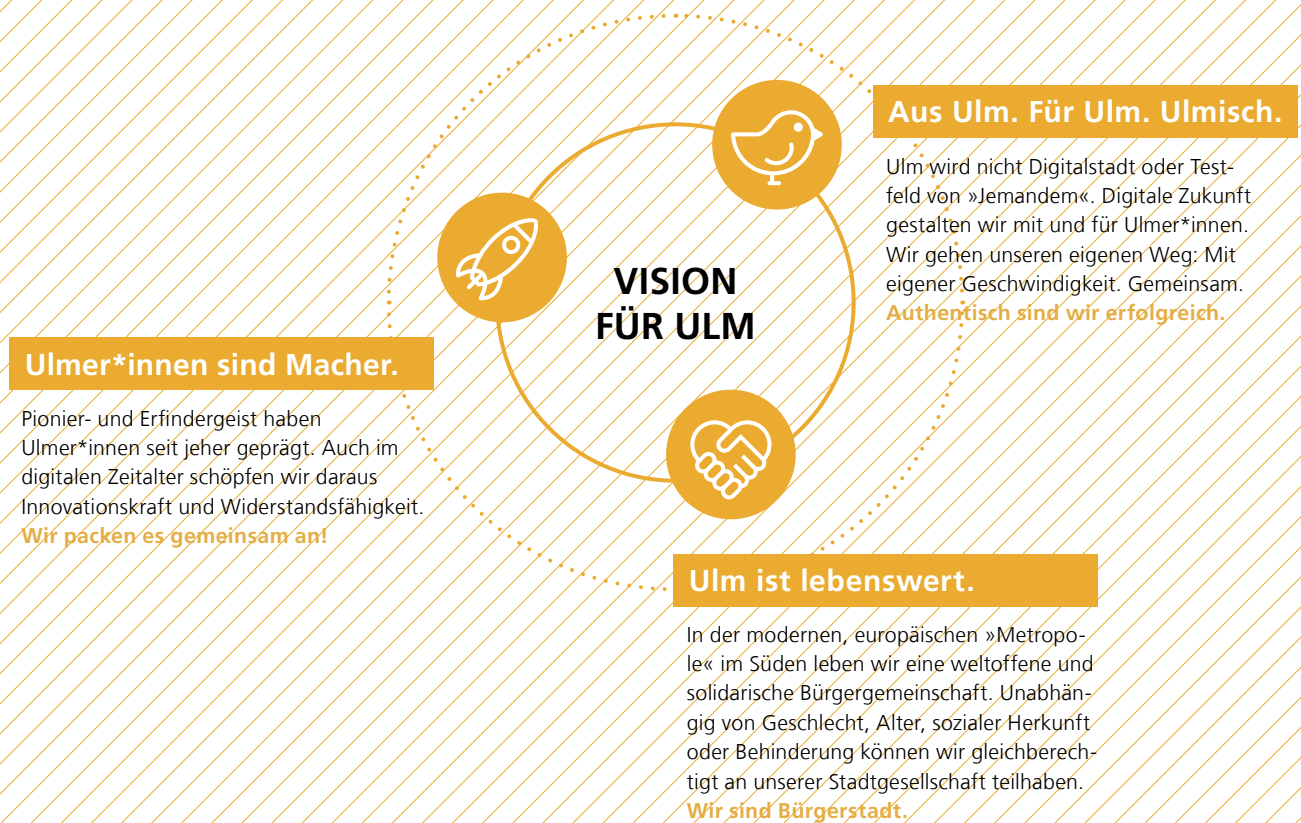 VISION
FÜR ULM
Aus Ulm. Für Ulm. Ulmisch.
Ulm wird nicht Digitalstadt oder Test-
feld von »Jemandem«. Digitale Zukunft
gestalten wir mit und für Ulmer*innen.
Wir gehen unseren eigenen Weg: Mit
eigener Geschwindigkeit. Gemeinsam.
Authentisch sind wir erfolgreich.
Ulmer*innen sind Macher.
Pionier- und Erfindergeist haben
Ulmer*innen seit jeher geprägt. Auch im
digitalen Zeitalter schöpfen wir daraus
Innovationskraft und Widerstandsfähigkeit.
Wir packen es gemeinsam an!
Ulm ist lebenswert.
In der modernen, europäischen »Metropo-
le« im Süden leben wir eine weltoffene und
solidarische Bürgergemeinschaft. Unabhän-
gig von Geschlecht, Alter, sozialer Herkunft
oder Behinderung können wir gleichberech-
tigt an unserer Stadtgesellschaft teilhaben.
Wir sind Bürgerstadt.